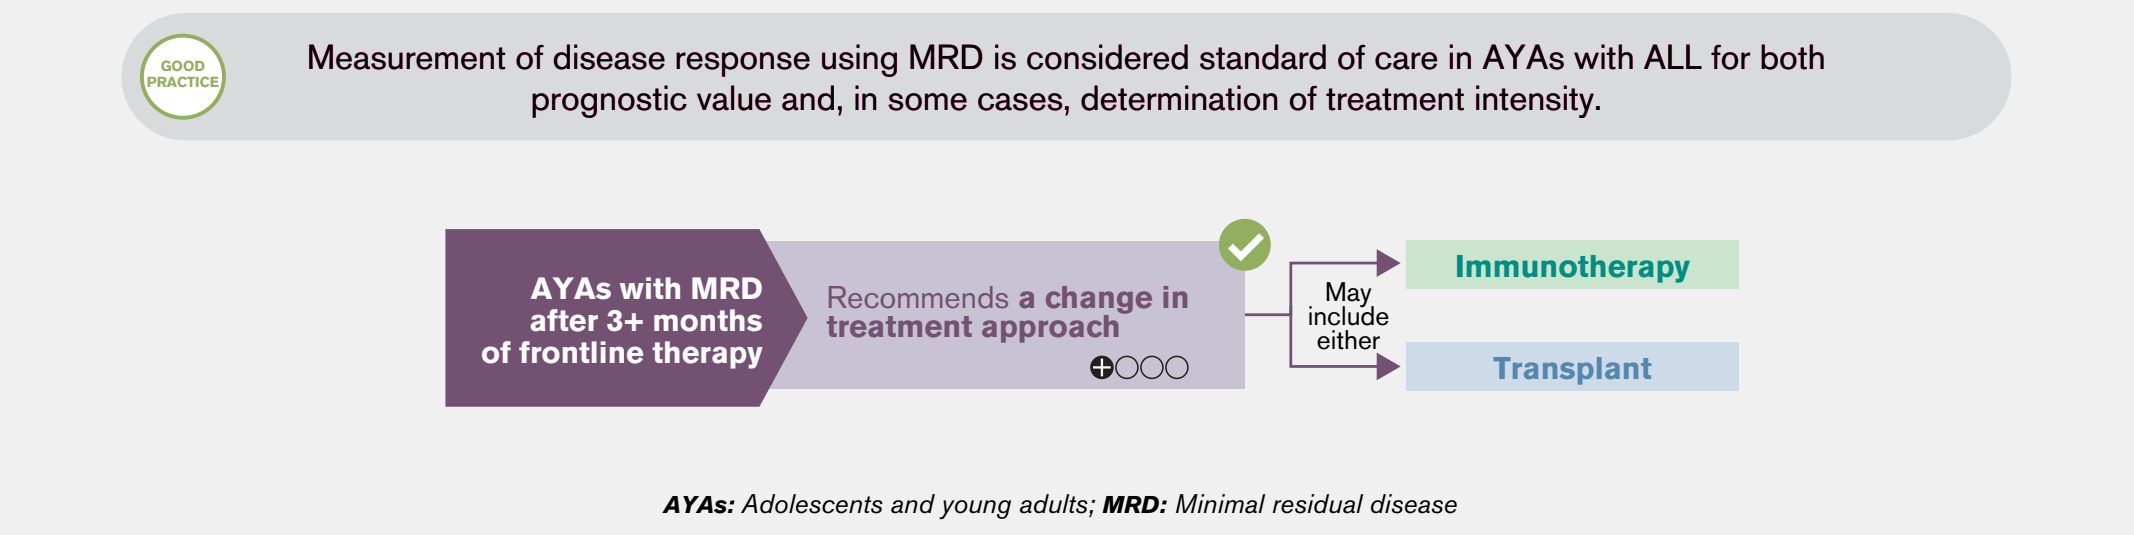 GOOD
PRACTICE
Measurement of disease response using MRD is considered standard of care in AYAs with ALL for both
prognostic value and, in some cases, determination of treatment intensity.
AYAs with MRD
after 3+ months
of frontline therapy
Recommends a change in
treatment approach
May
include
either
Immunotherapy
Transplant
AYAs: Adolescents and young adults; MRD: Minimal residual disease